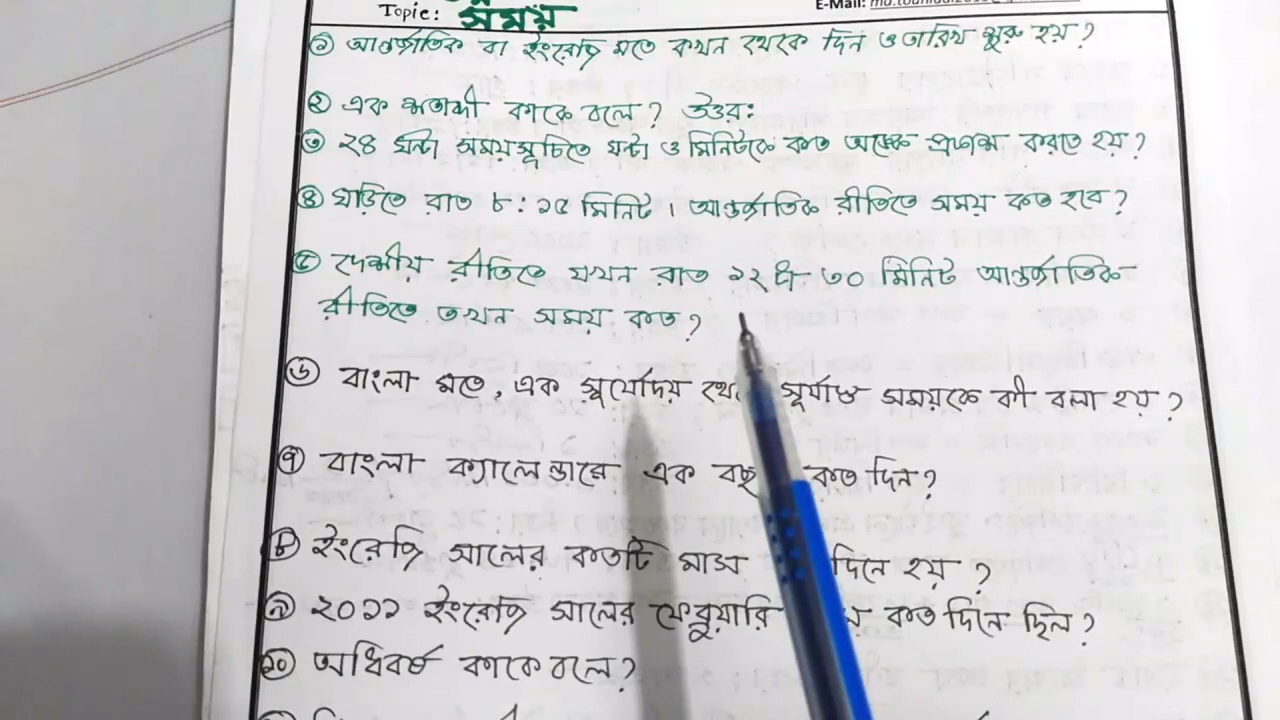 E-Mail:
Topic: সময়
১ আন্তর্জাতিক বা ইংরেজি মতে কখন থেকে দিন ও তারিখ শুরু হয়?
২ এক শতাব্দী কাকে বলে? উত্তর:
৩ ২৪ ঘন্টা সময়সূচিতে ঘন্টা ও মিনিটকে কত অঙ্কে প্রকাশ করতে হয়?
৪ ঘড়িতে রাত ৮:১৫ মিনিট। আন্তর্জাতিক রীতিতে সময় কত হবে?
৫ দেশীয় রীতিতে যখন রাত ১২ টা ৩০ মিনিট আন্তর্জাতিক
রীতিতে তখন সময় কত?
৬ বাংলা মতে, এক সূর্যোদয় সূর্যাস্ত সময়কে কী বলা হয়?
৭ বাংলা ক্যালেন্ডারে এক কত দিন?
৮ ইংরেজি সালের কতটি মাস দিনে হয়?
৯ ২০১১ ইংরেজি সালের ফেব্রুয়ারি কত দিনে ছিল?
১০ অধিবর্ষ কাকে বলে?